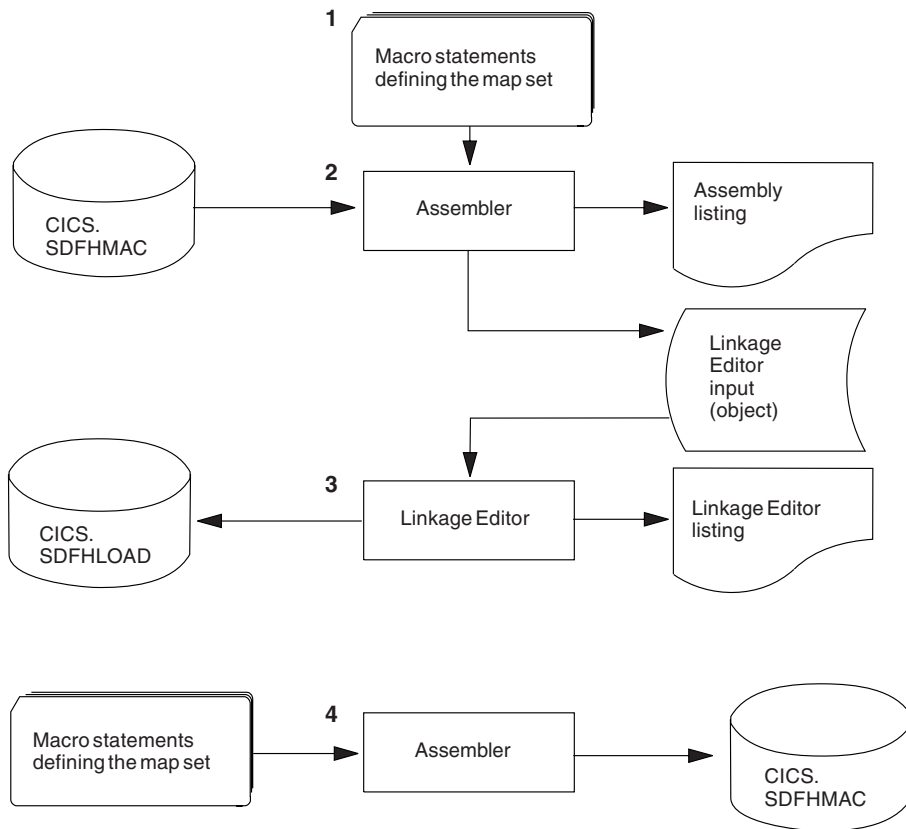 1
Macro statements
defining the map set
2
CICS.
SDFHMAC
Assembler
Assembly
listing
Linkage
Editor
input
(object)
3
CICS.
SDFHLOAD
Linkage Editor
Linkage Editor
listing
4
Macro statements
defining the map set
Assembler
CICS.
SDFHMAC